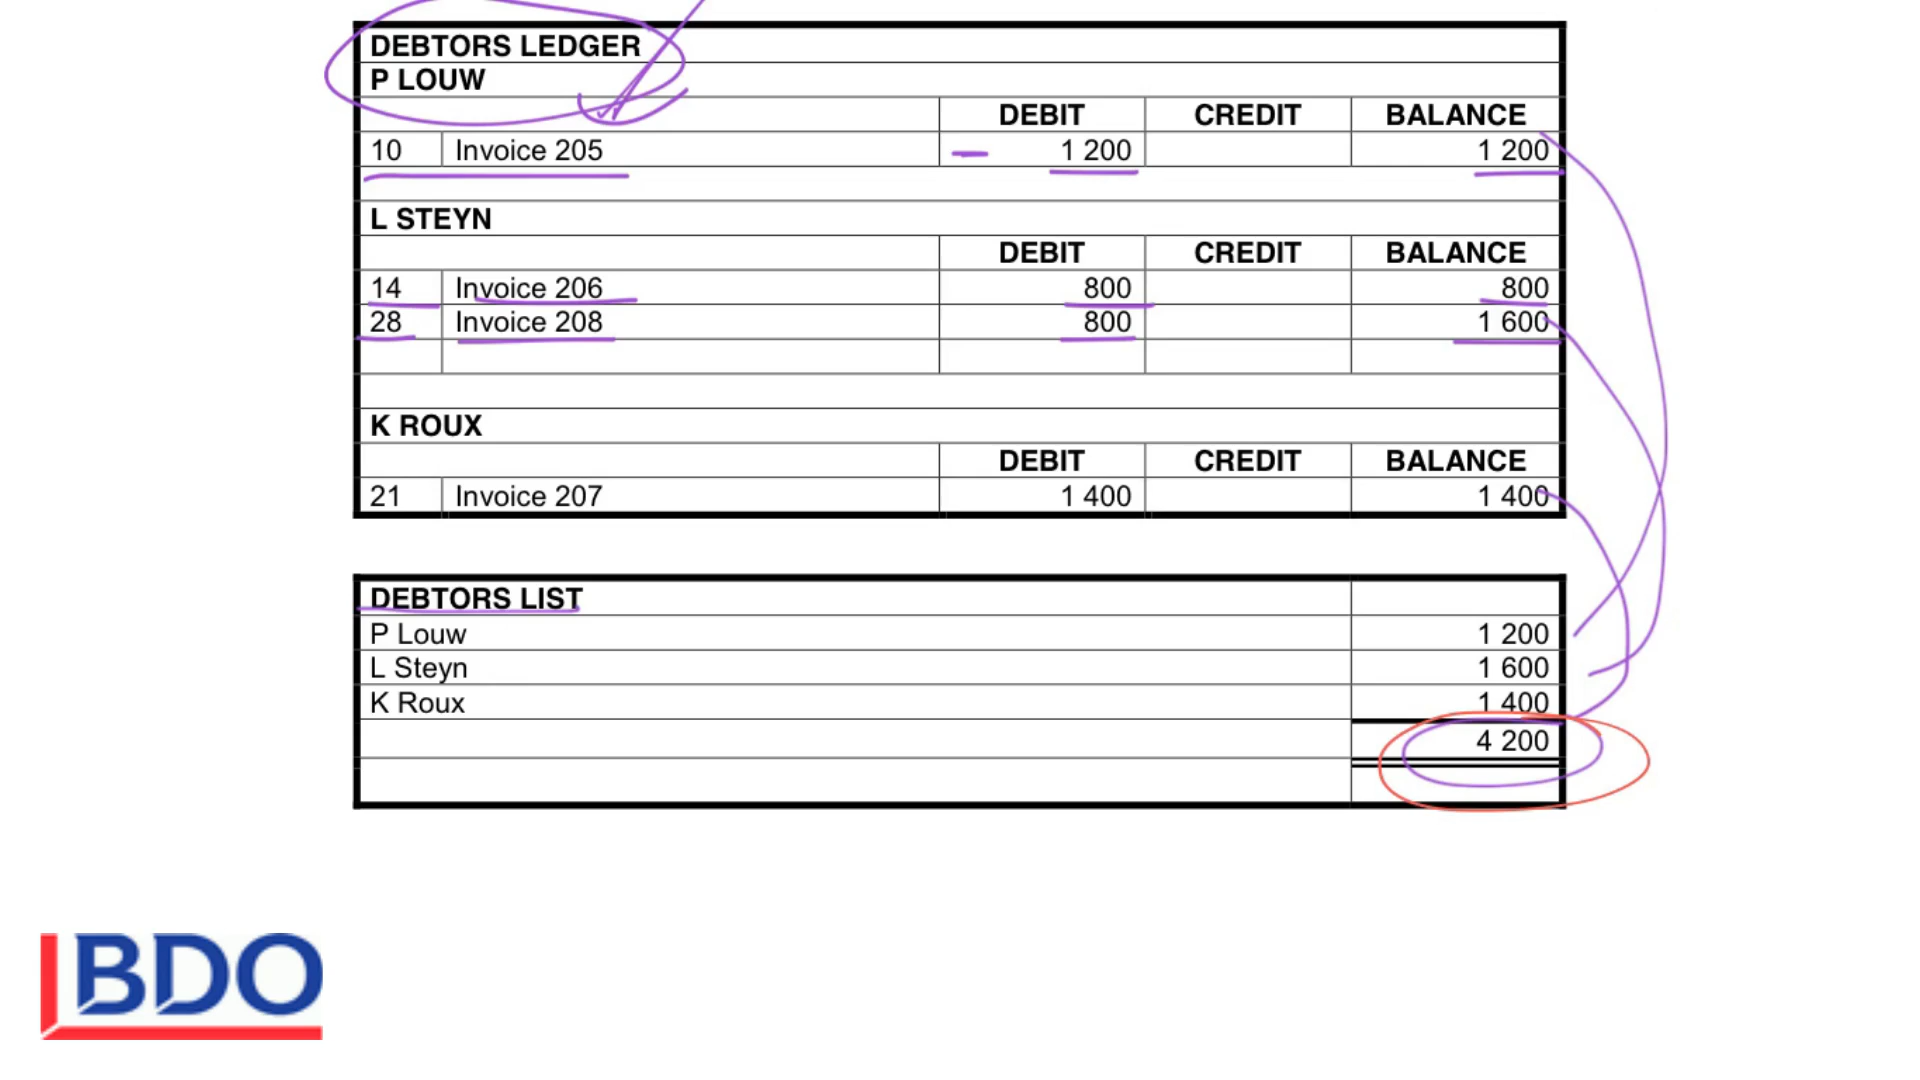 DEBTORS LEDGER
P LOUW
DEBIT CREDIT BALANCE
10 Invoice 205 1 200 1 200
L STEYN
DEBIT CREDIT BALANCE
14 Invoice 206 800 800
28 Invoice 208 800 1 600
K ROUX
DEBIT CREDIT BALANCE
21 Invoice 207 1 400 1 400
DEBTORS LIST
P Louw 1 200
L Steyn 1 600
K Roux 1 400
4 200
BDO